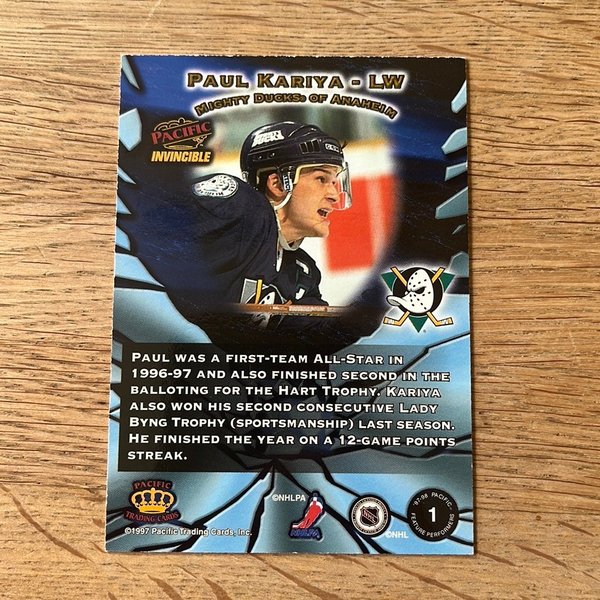 PAUL KARIYA - LW
MIGHTY DUCKS® OF ANAHEIM
PACIFIC
INVINCIBLE
PAUL WAS A FIRST-TEAM ALL-STAR IN
1996-97 AND ALSO FINISHED SECOND IN THE
BALLOTING FOR THE HART TROPHY. KARIYA
ALSO WON HIS SECOND CONSECUTIVE LADY
BYNG TROPHY (SPORTSMANSHIP) LAST SEASON.
HE FINISHED THE YEAR ON A 12-GAME POINTS
STREAK.
PACIFIC
TRADING CARDS
©1997 Pacific Trading Cards, Inc.
©NHLPA
NHLPA
NHL
©NHL
'97-98 PACIFIC-
FEATURE PERFORMERS
1